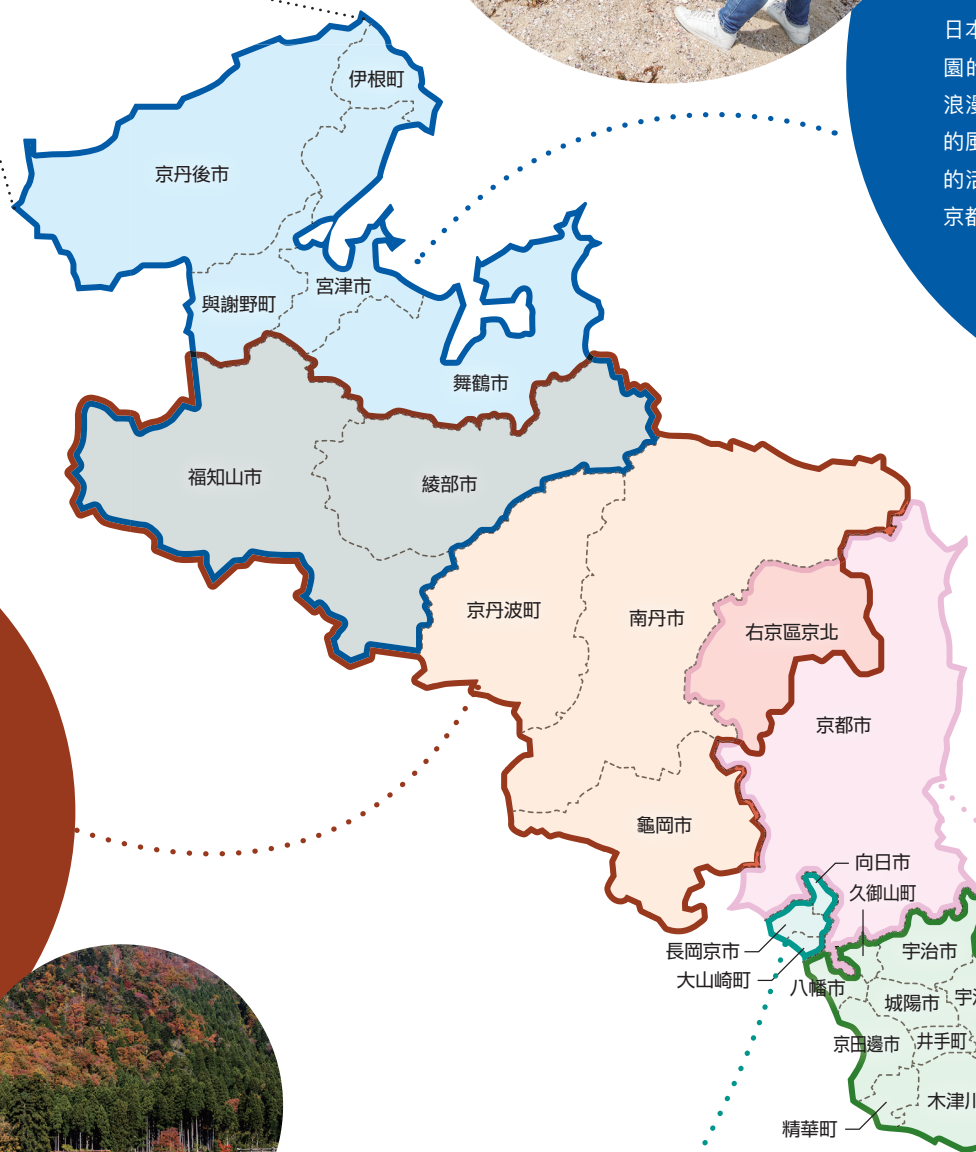 日本
園的
浪漫
的風
的活
京都
伊根町
京丹後市
宮津市
與謝野町
舞鶴市
福知山市
綾部市
京丹波町
南丹市
右京區京北
京都市
龜岡市
向日市
久御山町
長岡京市
大山崎町
宇治市
八幡市
城陽市
京田邊市
井手町
木津川
精華町